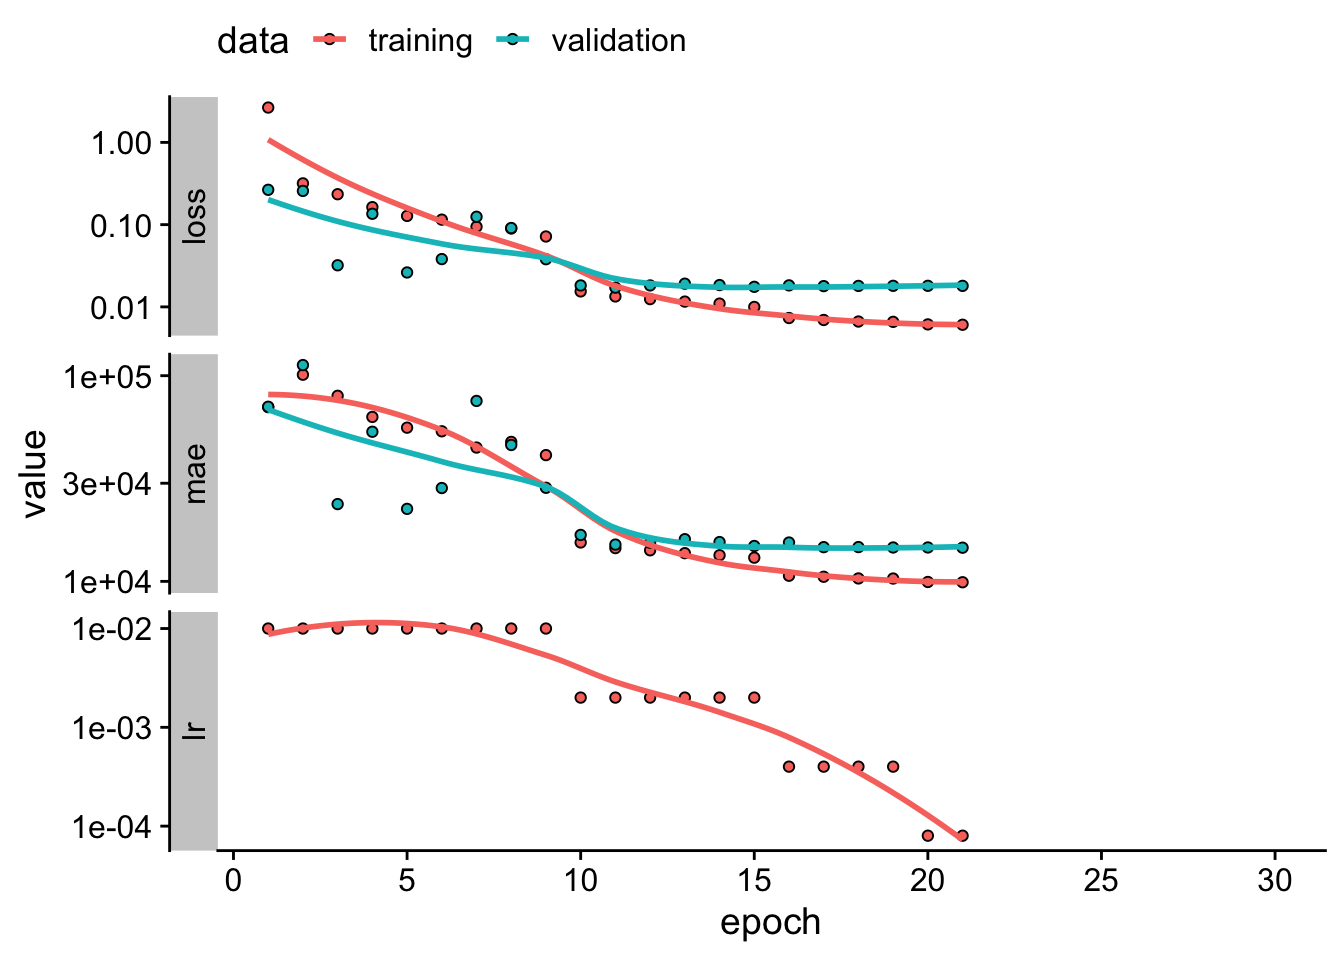 data training validation
loss
1.00
0.10
0.01
mae
1e+05
3e+04
1e+04
lr
1e-02
1e-03
1e-04
value
0 5 10 15 20 25 30
epoch